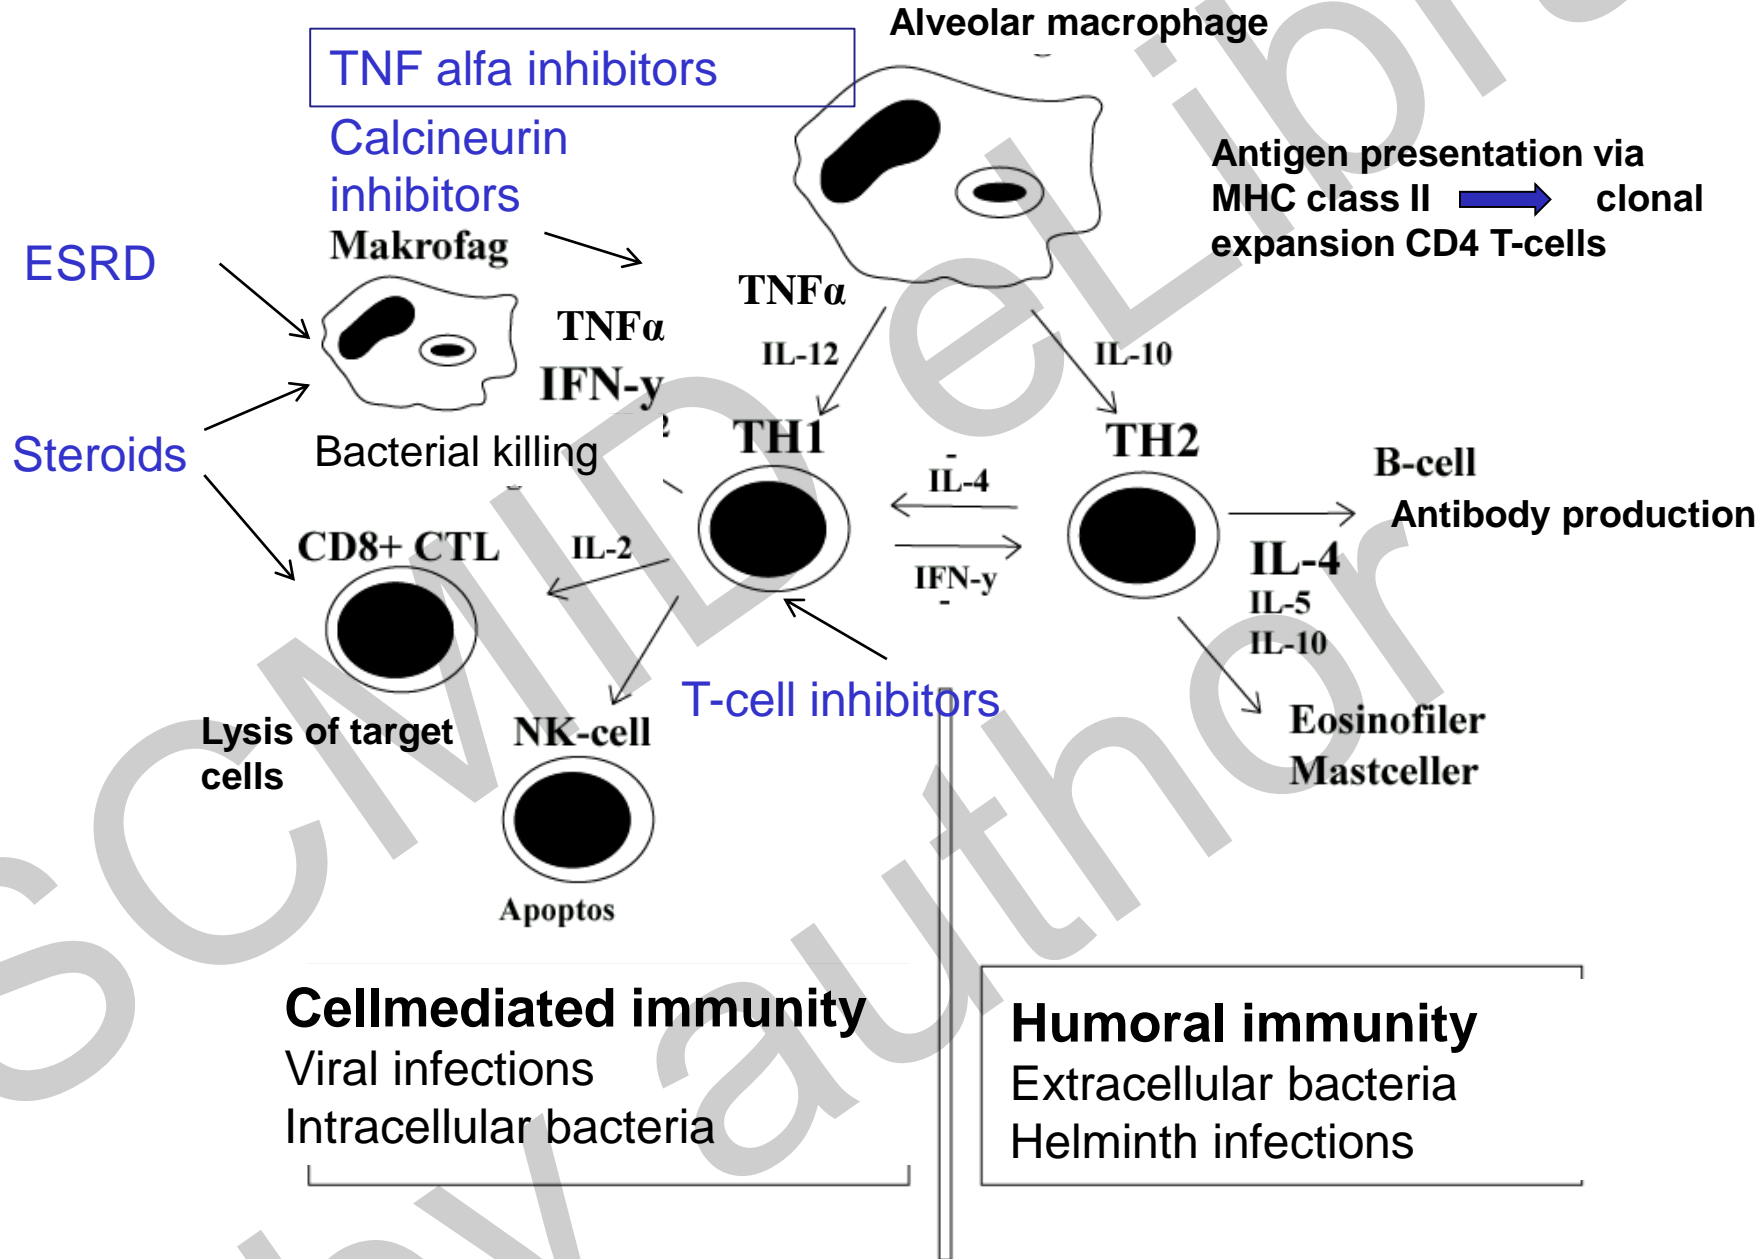 Alveolar macrophage
TNF alfa inhibitors
Calcineurin
inhibitors
Antigen presentation via
MHC class II clonal
expansion CD4 T-cells
Makrofag
ESRD
TNFα
TNFα
IL-12
IL-10
IFN-y
2
TH1
TH2
Steroids
Bacterial killing
B-cell
Antibody production
-
IL-4
CD8+ CTL
IL-2
IFN-y
-
IL-4
IL-5
IL-10
T-cell inhibitors
Lysis of target
cells
NK-cell
Eosinofiler
Mastceller
Apoptos
Cellmediated immunity
Viral infections
Intracellular bacteria
Humoral immunity
Extracellular bacteria
Helminth infections
SCMID eLibr
by author